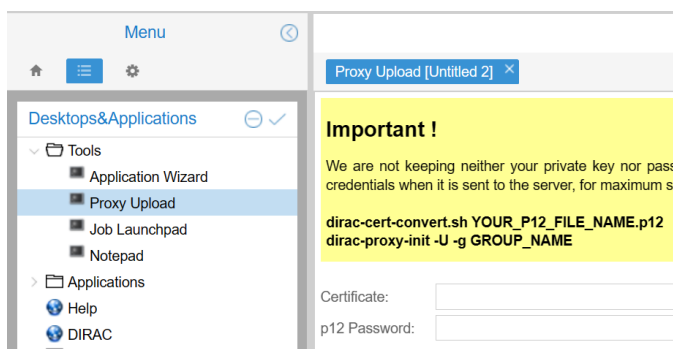 Menu
Desktops&Applications
Tools
Application Wizard
Proxy Upload
Job Launchpad
Notepad
Applications
Help
DIRAC
Proxy Upload [Untitled 2]
Important !
We are not keeping neither your private key nor
credentials when it is sent to the server, for maximum
dirac-cert-convert.sh YOUR_P12_FILE_NAME.p12
dirac-proxy-init -U -g GROUP_NAME
Certificate:
p12 Password: